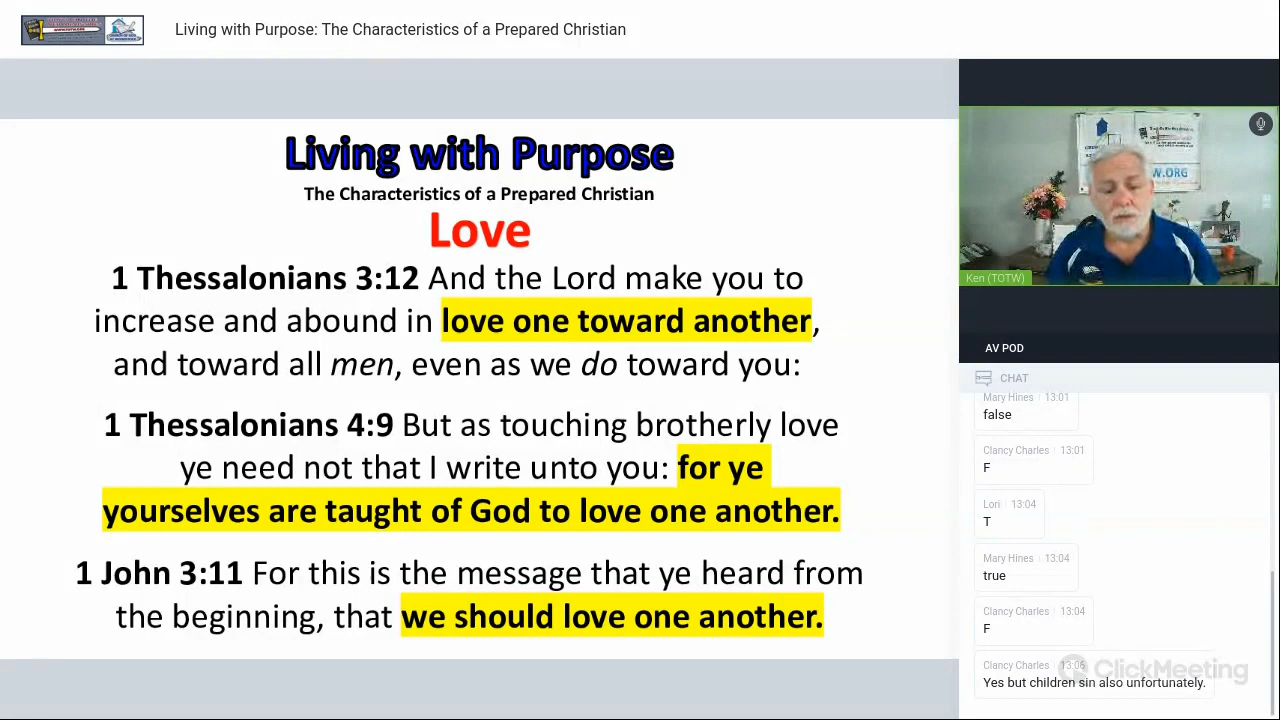 Living with Purpose: The Characteristics of a Prepared Christian
Living with Purpose
The Characteristics of a Prepared Christian
Love
1 Thessalonians 3:12 And the Lord make you to
increase and abound in love one toward another,
and toward all men, even as we do toward you:
1 Thessalonians 4:9 But as touching brotherly love
ye need not that I write unto you: for ye
yourselves are taught of God to love one another.
1 John 3:11 For this is the message that ye heard from
the beginning, that we should love one another.
W.ORG
Ken (TOTW)
AV POD
CHAT
Mary Hines 13:01
false
Clancy Charles 13:01
F
Lori 13:04
T
Mary Hines 13:04
true
Clancy Charles 13:04
F
Clancy Charles 13:06
Yes but children sin also unfortunately.
ClickMeeting